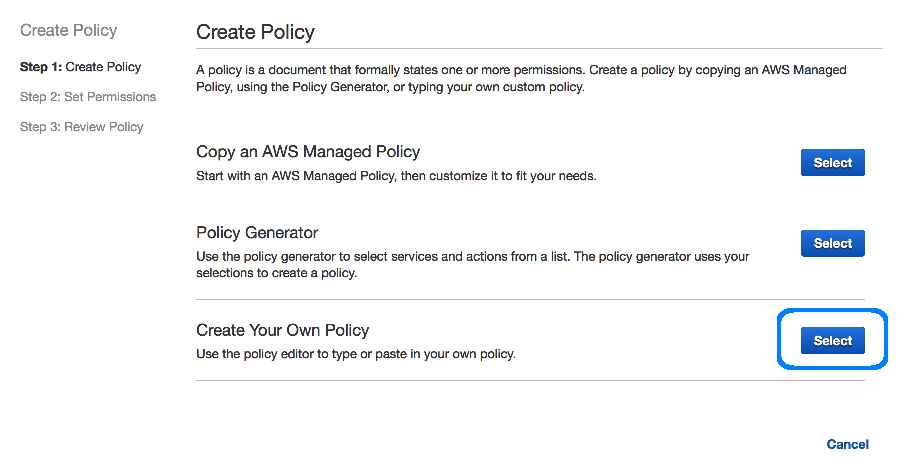 Create Policy
Step 1: Create Policy
Step 2: Set Permissions
Step 3: Review Policy
Create Policy
A policy is a document that formally states one or more permissions. Create a policy by copying an AWS Managed
Policy, using the Policy Generator, or typing your own custom policy.
Copy an AWS Managed Policy
Start with an AWS Managed Policy, then customize it to fit your needs.
Select
Policy Generator
Use the policy generator to select services and actions from a list. The policy generator uses your
selections to create a policy.
Select
Create Your Own Policy
Use the policy editor to type or paste in your own policy.
Select
Cancel